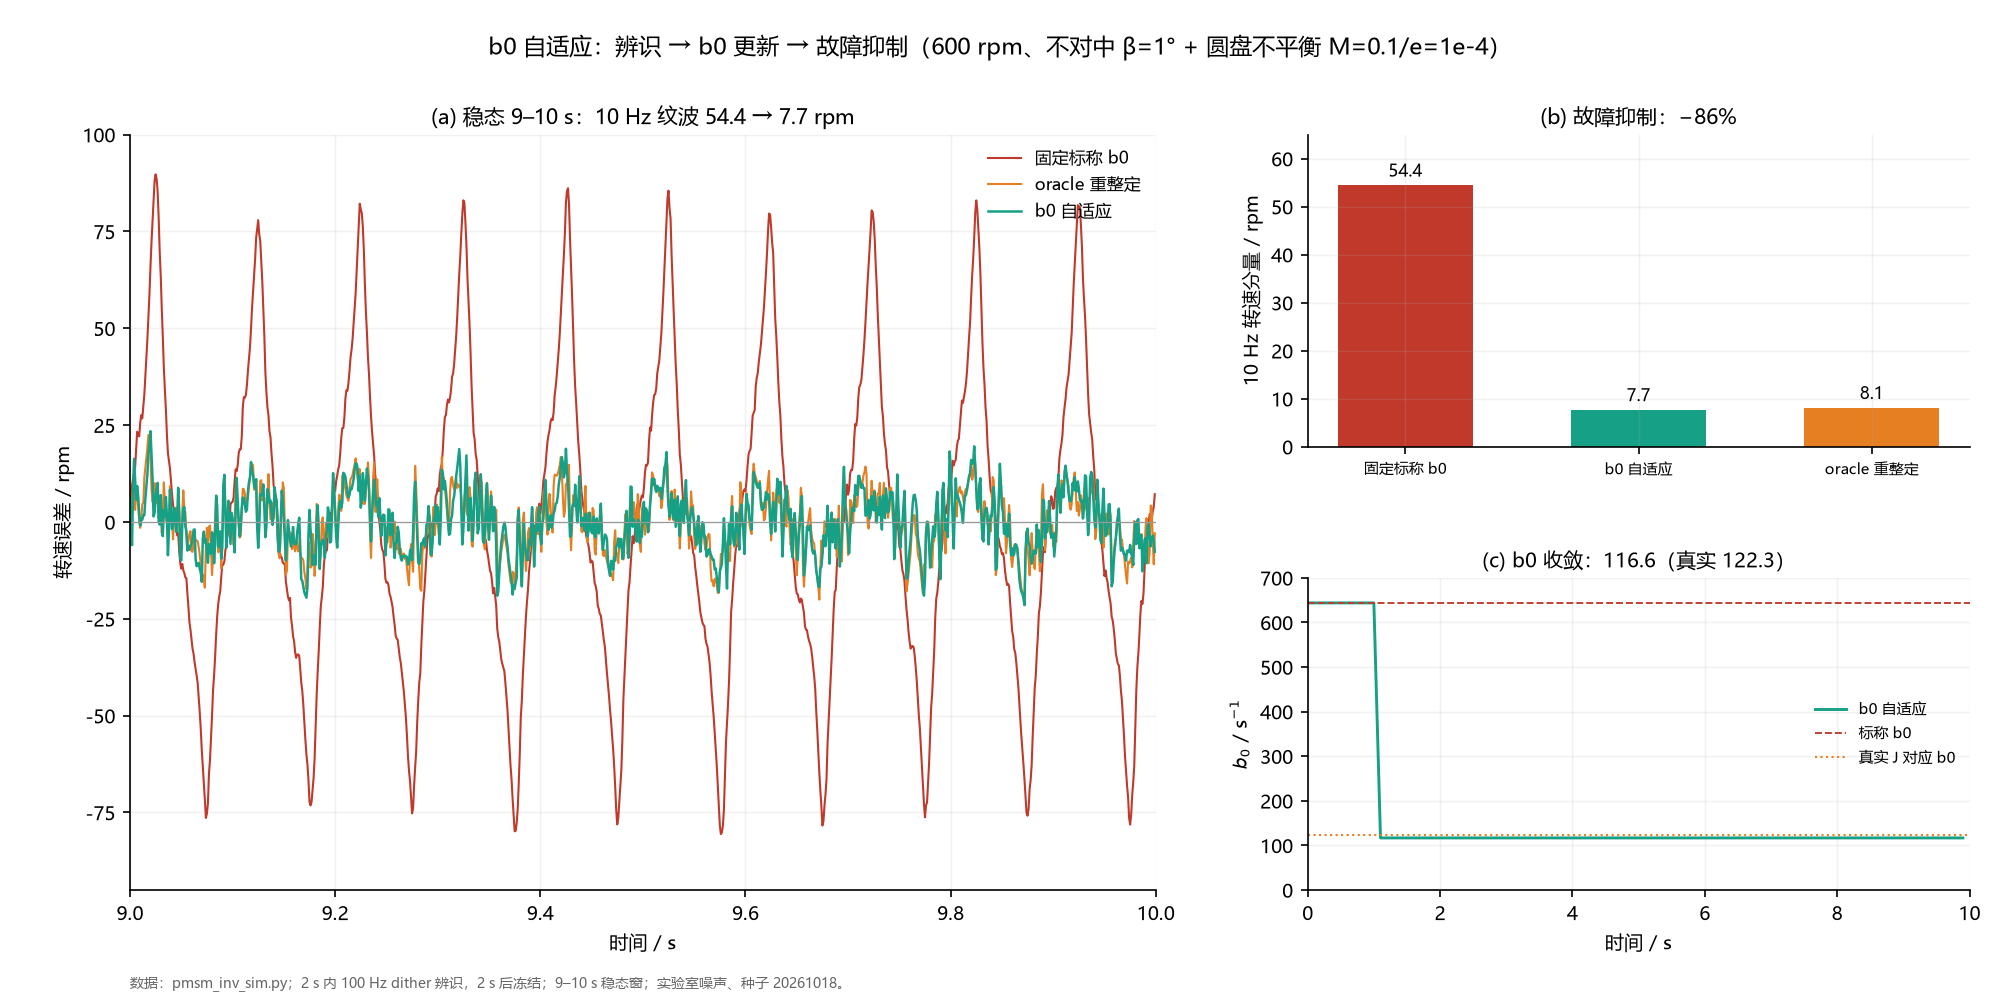 b0 自适应：辨识 → b0 更新 → 故障抑制（600 rpm、不对中 β=1° + 圆盘不平衡 M=0.1/e=1e-4）
(a) 稳态 9–10 s：10 Hz 纹波 54.4 → 7.7 rpm
转速误差 / rpm
100
75
50
25
0
-25
-50
-75
固定标称 b0
oracle 重整定
b0 自适应
9.0
9.2
9.4
9.6
9.8
10.0
时间 / s
(b) 故障抑制：−86%
10 Hz 转速分量 / rpm
60
50
40
30
20
10
0
54.4
7.7
8.1
固定标称 b0
b0 自适应
oracle 重整定
(c) b0 收敛：116.6（真实 122.3）
b₀ / s⁻¹
700
600
500
400
300
200
100
0
b0 自适应
标称 b0
真实 J 对应 b0
0
2
4
6
8
10
时间 / s
数据：pmsm_inv_sim.py；2 s 内 100 Hz dither 辨识，2 s 后冻结；9–10 s 稳态窗；实验室噪声、种子 20261018。